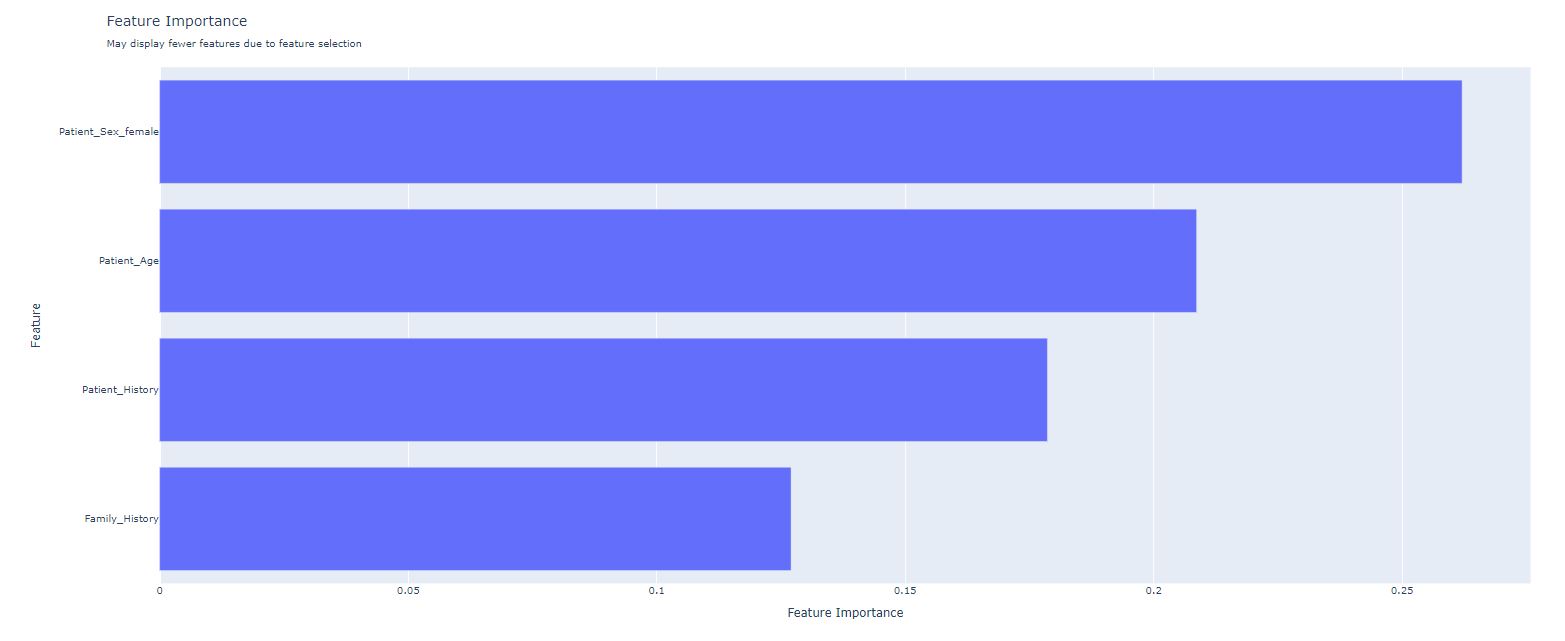 Feature Importance
May display fewer features due to feature selection
Patient_Sex_female
Patient_Age
Patient_History
Family_History
Feature
0 0.05 0.1 0.15 0.2 0.25
Feature Importance